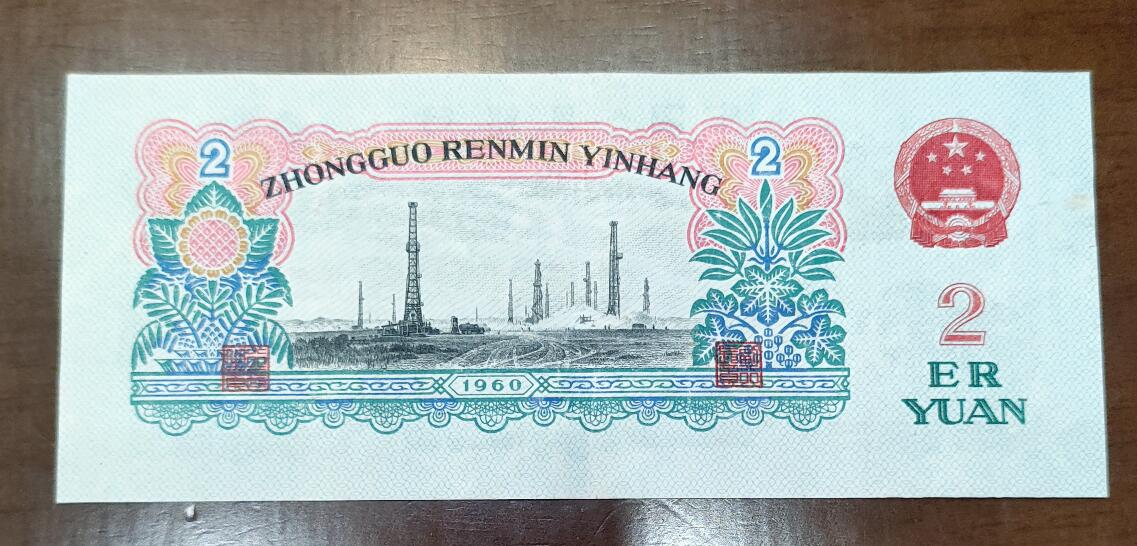 2
2
ZHONGGUO RENMIN YINHANG
1960
2
ER
YUAN